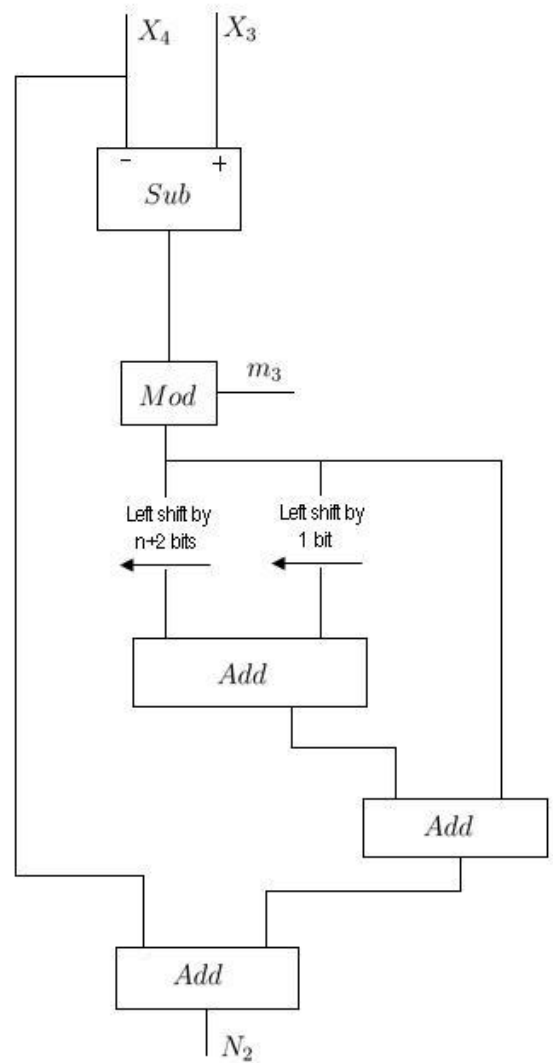 X₄ X₃
- +
Sub
m₃
Mod
Left shift by
n+2 bits
Left shift by
1 bit
Add
Add
Add
N₂